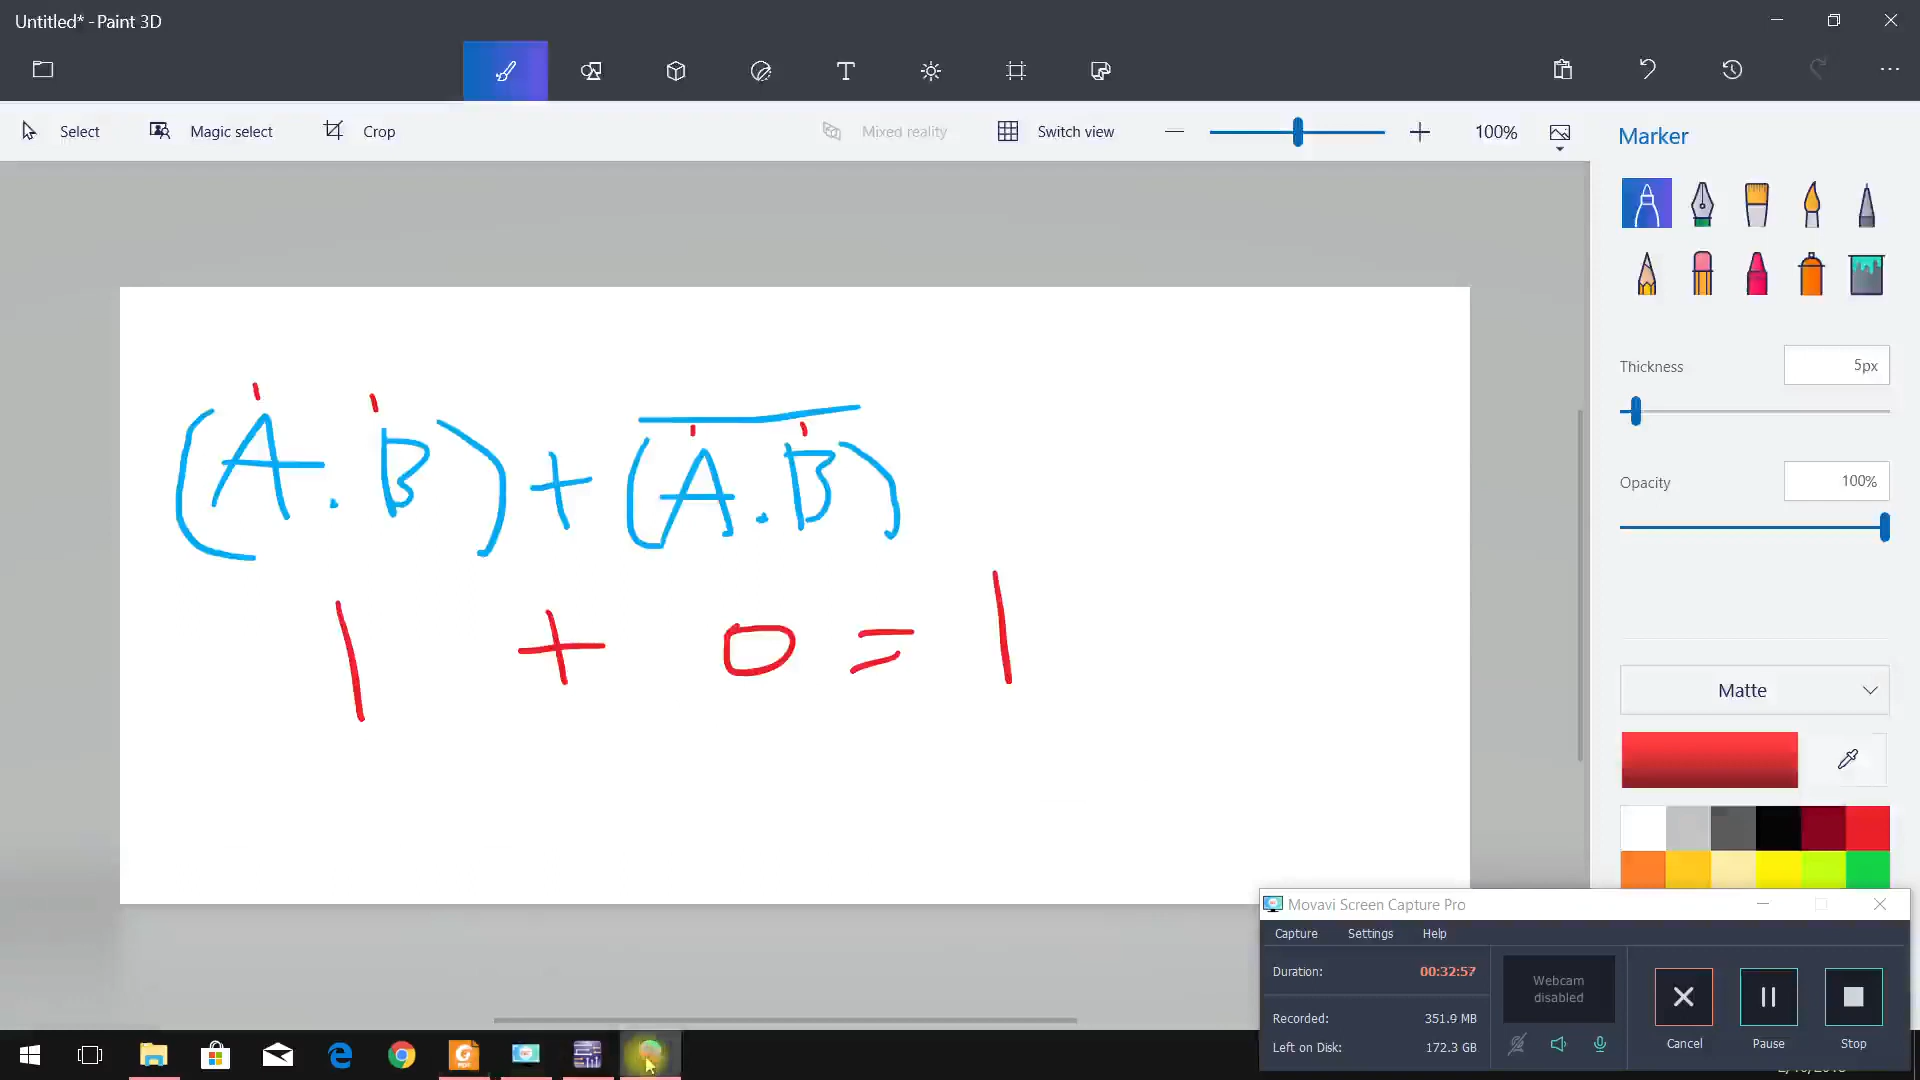 Untitled* - Paint 3D
Select
Magic select
Crop
Mixed reality
Switch view
100%
Marker
Thickness
5px
Opacity
100%
Matte
(A.B) + (A.B)
1 + 0 = 1
Movavi Screen Capture Pro
Capture Settings Help
Duration: 00:32:57
Recorded: 351.9 MB
Left on Disk: 172.3 GB
Webcam
disabled
Cancel
Pause
Stop